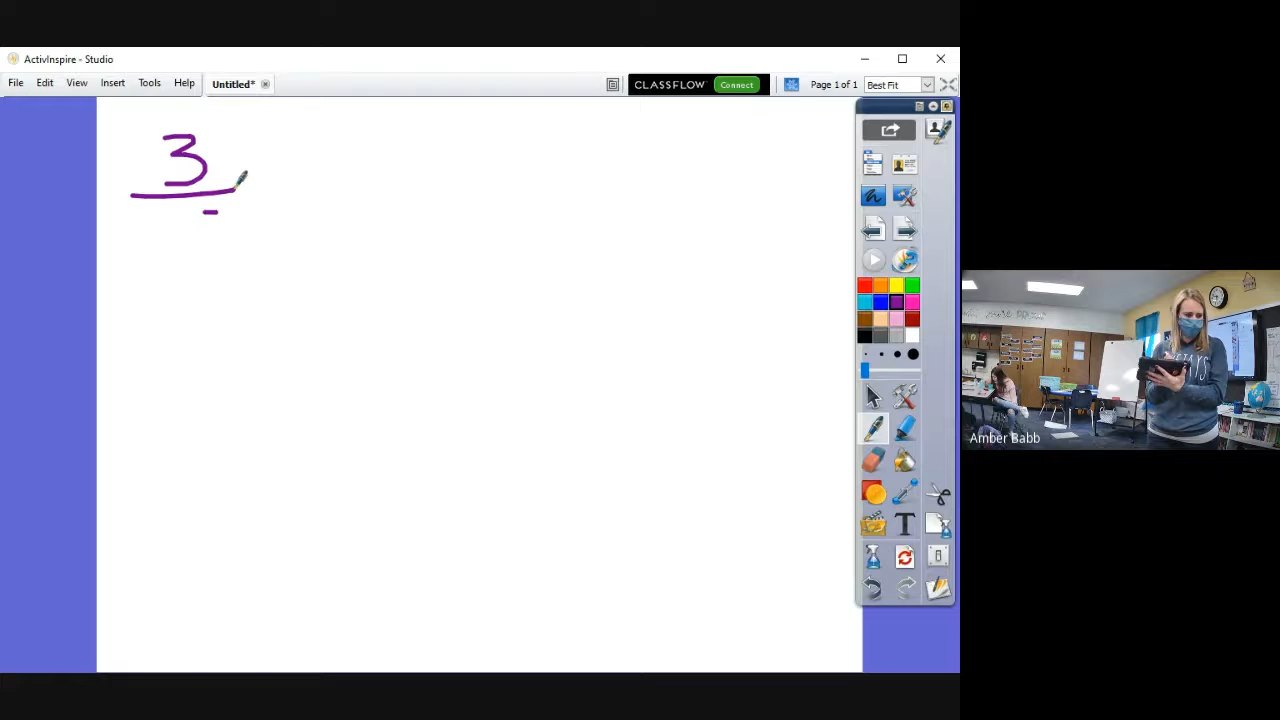 ActivInspire - Studio
File Edit View Insert Tools Help Untitled* CLASSFLOW Connect Page 1 of 1 Best Fit
3
Amber Babb